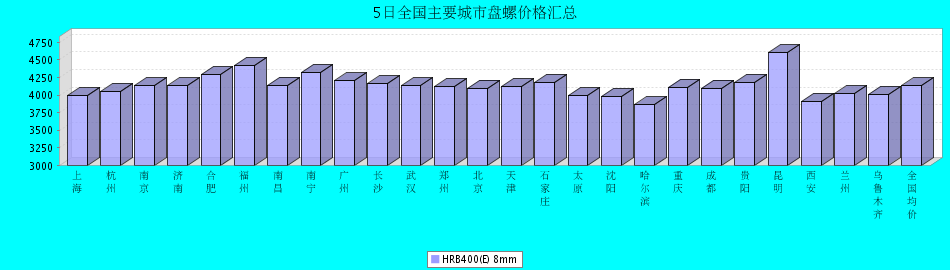 5日全国主要城市盘螺价格汇总
4750
4500
4250
4000
3750
3500
3250
3000
上海
杭州
南京
济南
合肥
福州
南昌
南宁
广州
长沙
武汉
郑州
北京
天津
石家庄
太原
沈阳
哈尔滨
重庆
成都
贵阳
昆明
西安
兰州
乌鲁木齐
全国均价
HRB400(E) 8mm